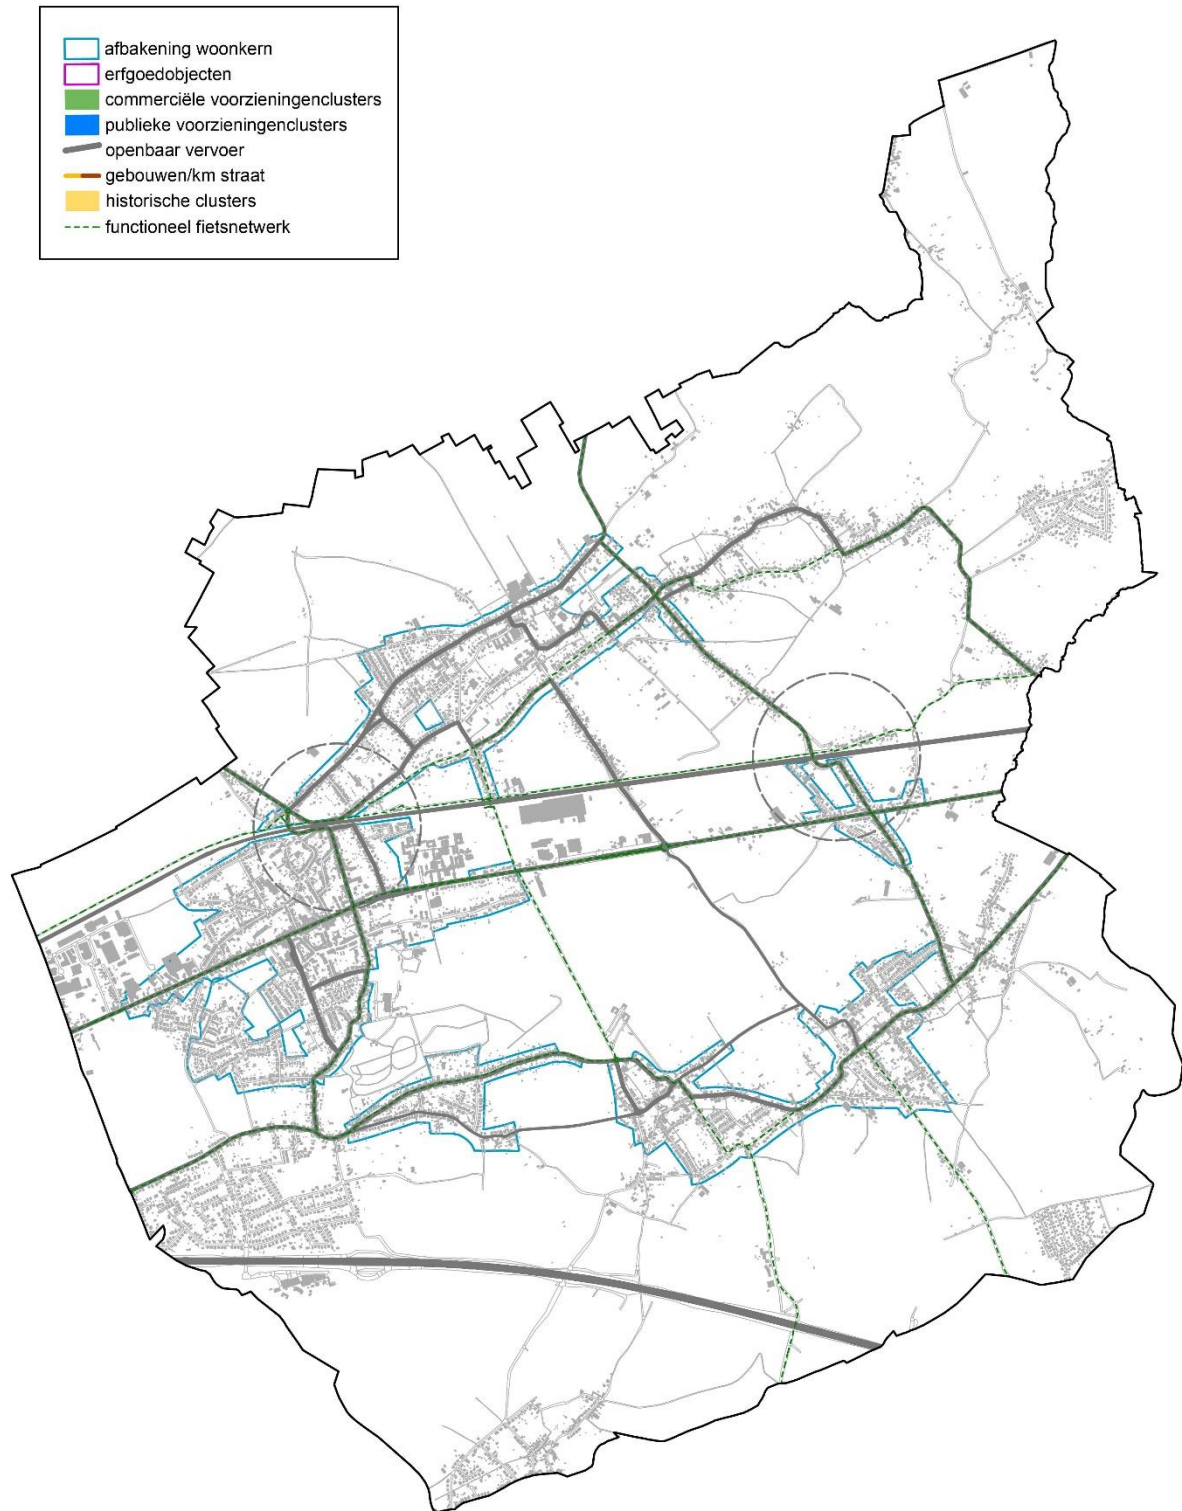 afbakening woonkern
erfgoedobjecten
commerciële voorzieningenclusters
publieke voorzieningenclusters
openbaar vervoer
gebouwen/km straat
historische clusters
functioneel fietsnetwerk